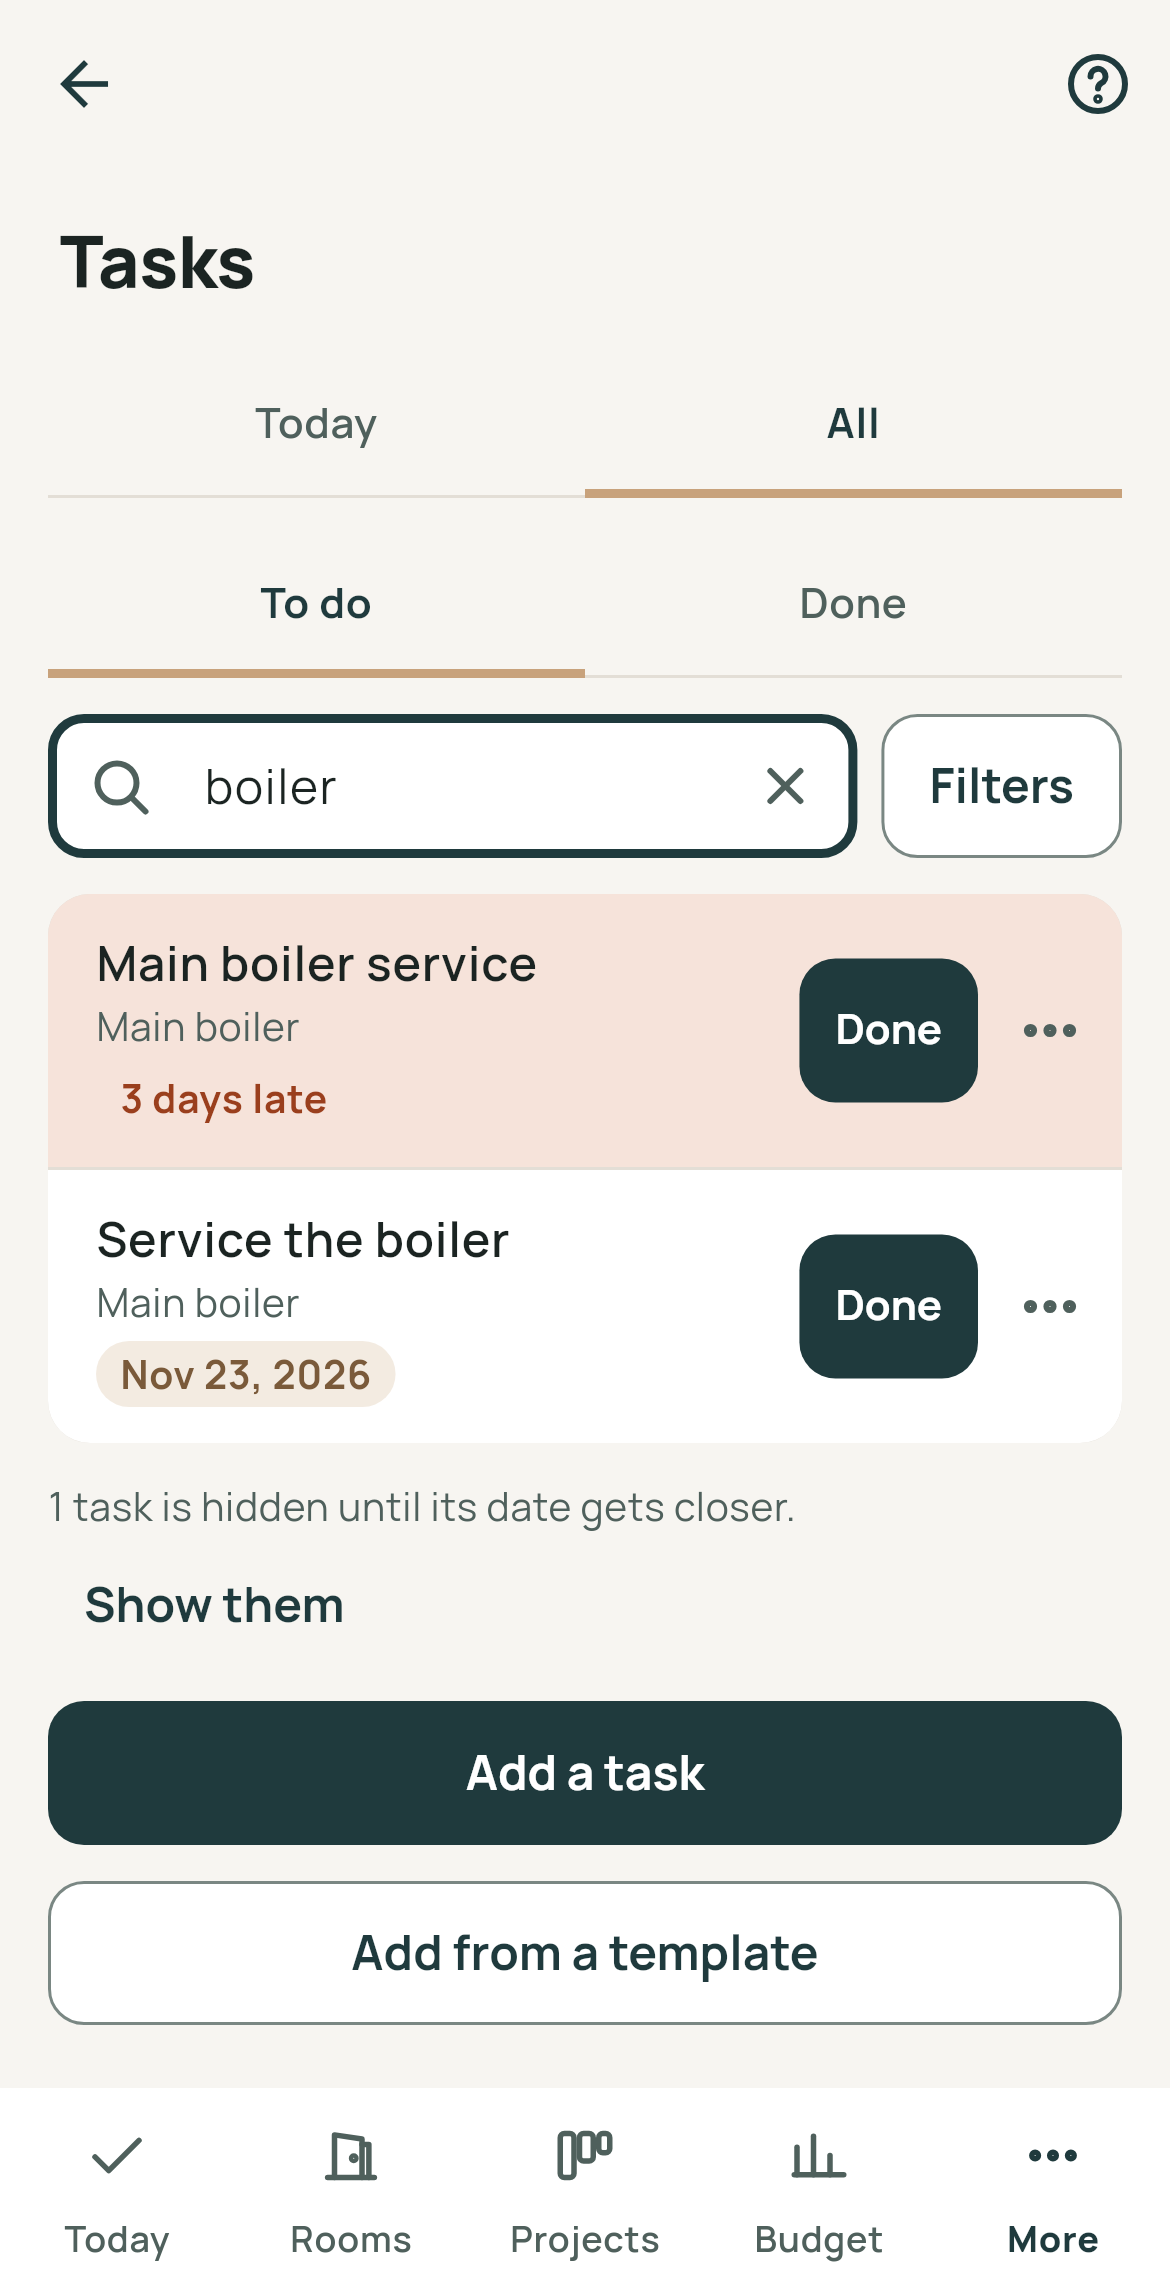 Tasks
Today
All
To do
Done
boiler
Filters
Main boiler service
Main boiler
3 days late
Done
Service the boiler
Main boiler
Nov 23, 2026
Done
1 task is hidden until its date gets closer.
Show them
Add a task
Add from a template
Today
Rooms
Projects
Budget
More